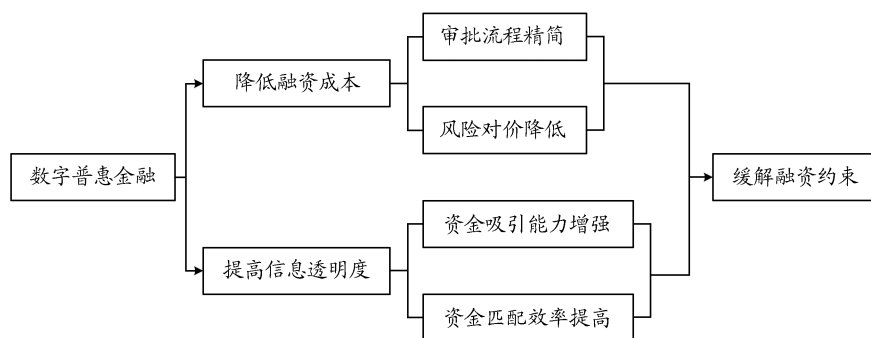 审批流程精简
降低融资成本
风险对价降低
数字普惠金融
缓解融资约束
资金吸引能力增强
提高信息透明度
资金匹配效率提高